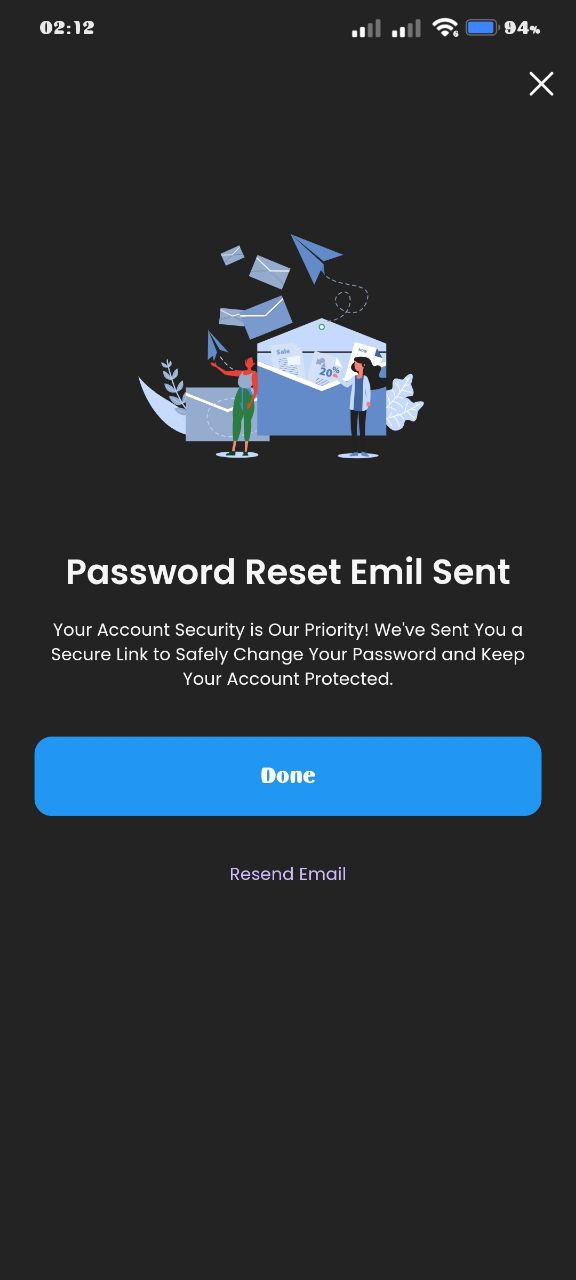 02:12
6
94%
Sale
20%
Password Reset Emil Sent
Your Account Security is Our Priority! We've Sent You a
Secure Link to Safely Change Your Password and Keep
Your Account Protected.
Done
Resend Email